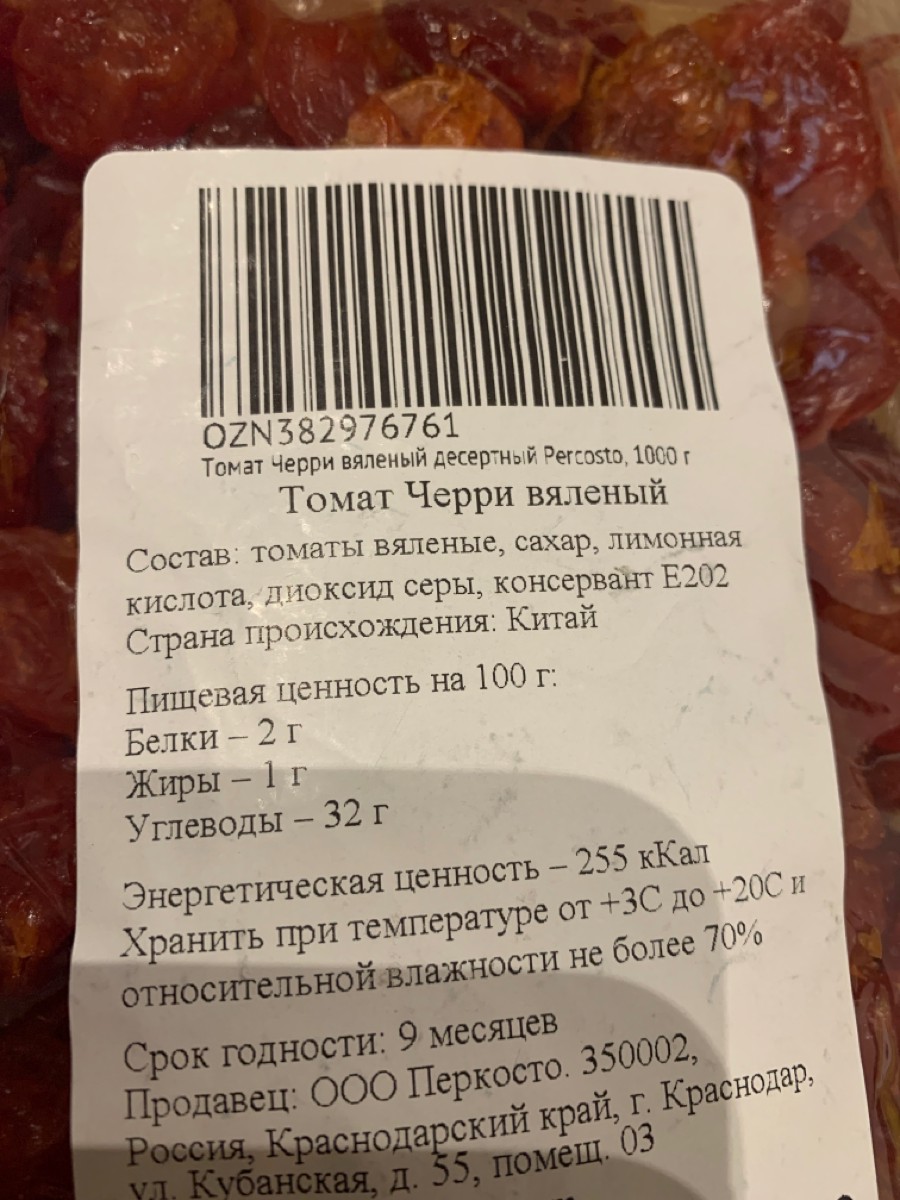 OZN382976761
Томат Черри вяленый десертный Percosto, 1000 г
Томат Черри вяленый
Состав: томаты вяленые, сахар, лимонная
кислота, диоксид серы, консервант Е202
Страна происхождения: Китай
Пищевая ценность на 100 г:
Белки – 2 г
Жиры – 1 г
Углеводы – 32 г
Энергетическая ценность – 255 кКал
Хранить при температуре от +3С до +20С и
относительной влажности не более 70%
Срок годности: 9 месяцев
Продавец: ООО Перкосто. 350002,
Россия, Краснодарский край, г. Краснодар,
ул. Кубанская, д. 55, помещ. 03